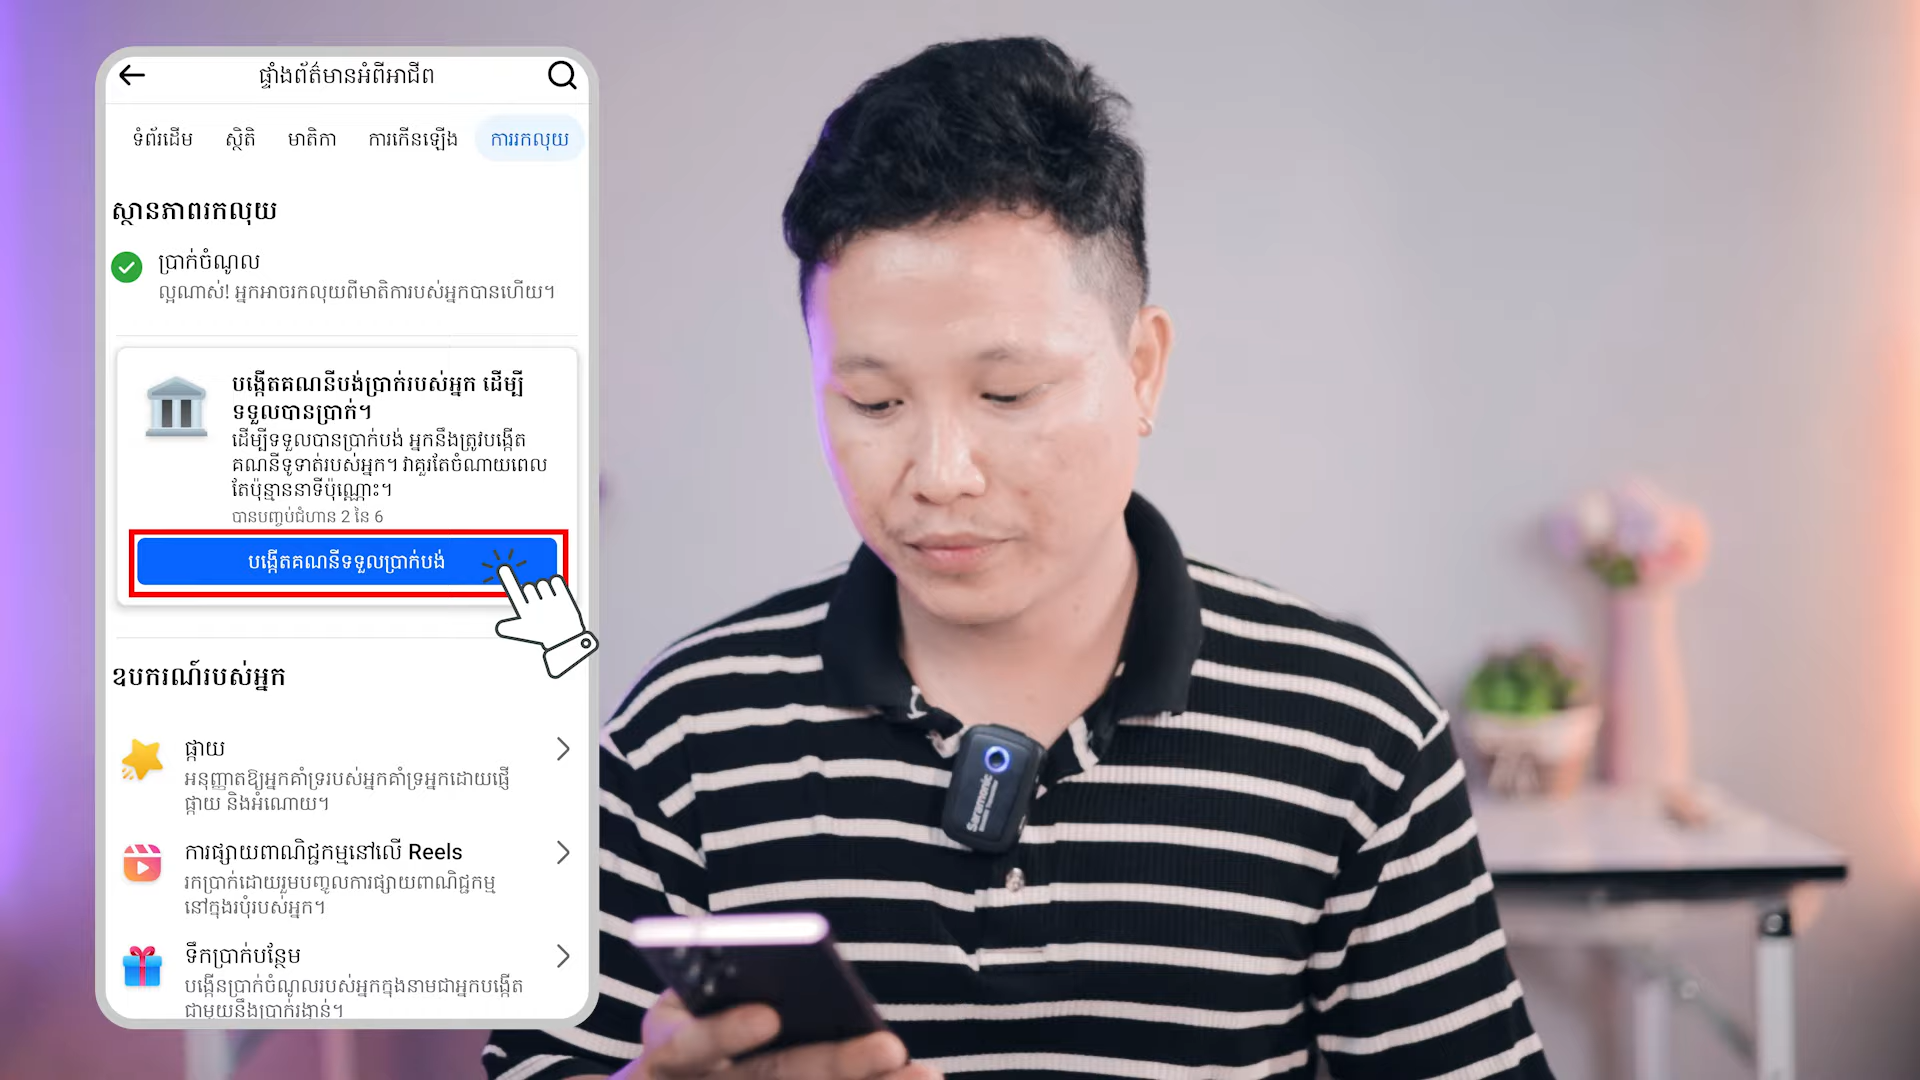 ផ្ទាំងព័ត៌មានអំពីអាជីព
ទំព័រដើម ស្ថិតិ មាតិកា ការកើនឡើង ការរកលុយ
ស្ថានភាពរកលុយ
ប្រាក់ចំណូល
ល្អណាស់! អ្នកអាចរកលុយពីមាតិការបស់អ្នកបានហើយ។
បង្កើតគណនីបង់ប្រាក់របស់អ្នក ដើម្បី
ទទួលបានប្រាក់។
ដើម្បីទទួលបានប្រាក់បង់ អ្នកនឹងត្រូវបង្កើត
គណនីទូទាត់របស់អ្នក។ វាគួរតែចំណាយពេល
តែប៉ុន្មាននាទីប៉ុណ្ណោះ។
បានបញ្ចប់ជំហាន 2 នៃ 6
បង្កើតគណនីទទួលប្រាក់បង់
ឧបករណ៍របស់អ្នក
ផ្កាយ
អនុញ្ញាតឱ្យអ្នកគាំទ្ររបស់អ្នកគាំទ្រអ្នកដោយផ្ញើ
ផ្កាយ និងអំណោយ។
ការផ្សាយពាណិជ្ជកម្មនៅលើ Reels
រកប្រាក់ដោយរួមបញ្ចូលការផ្សាយពាណិជ្ជកម្ម
នៅក្នុងរបុំរបស់អ្នក។
ទឹកប្រាក់បន្ថែម
បង្កើនប្រាក់ចំណូលរបស់អ្នកក្នុងនាមជាអ្នកបង្កើត
ជាមួយនឹងប្រាក់រង្វាន់។
Saramonic